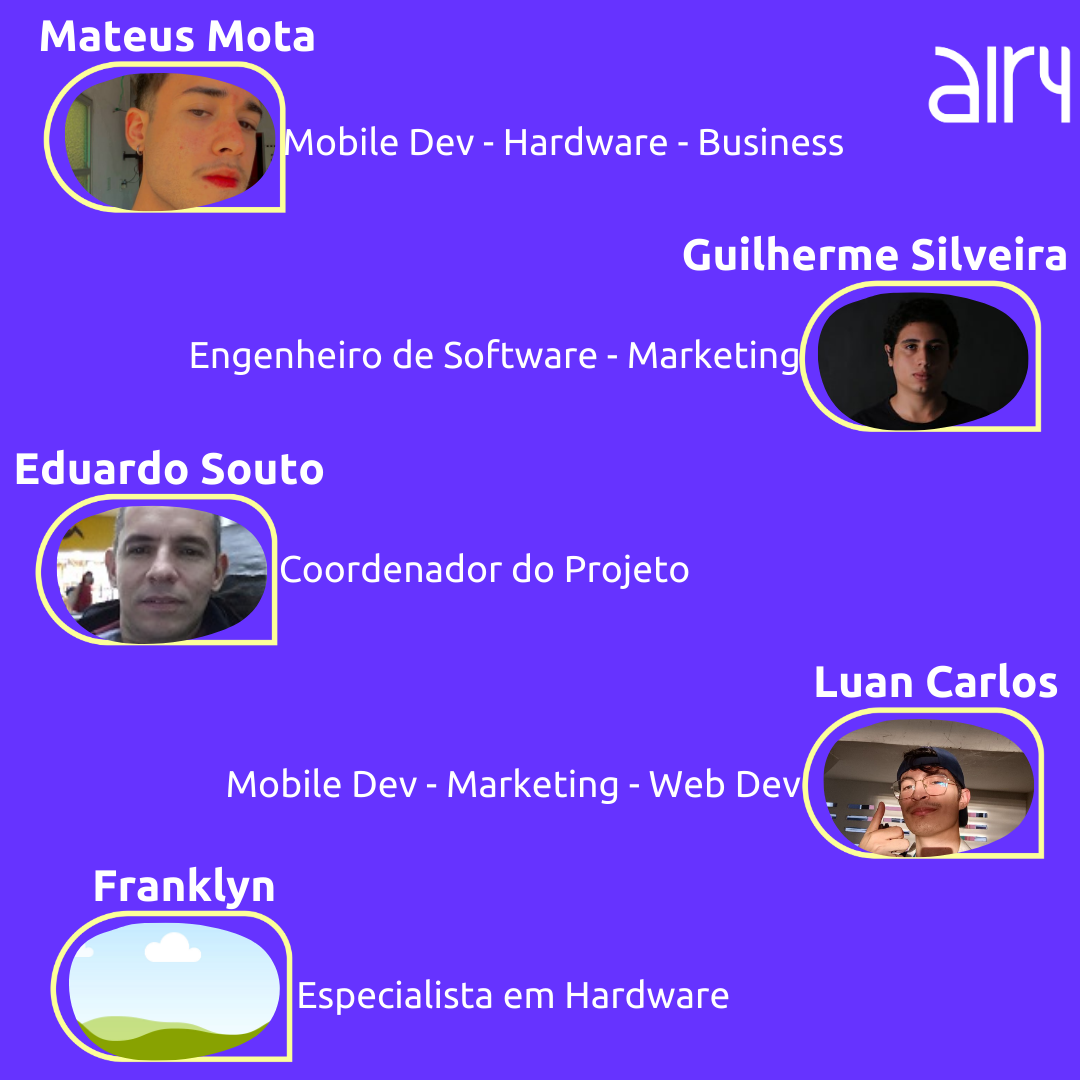 Mateus Mota
airy
Mobile Dev - Hardware - Business
Guilherme Silveira
Engenheiro de Software - Marketing
Eduardo Souto
Coordenador do Projeto
Luan Carlos
Mobile Dev - Marketing - Web Dev
Franklyn
Especialista em Hardware